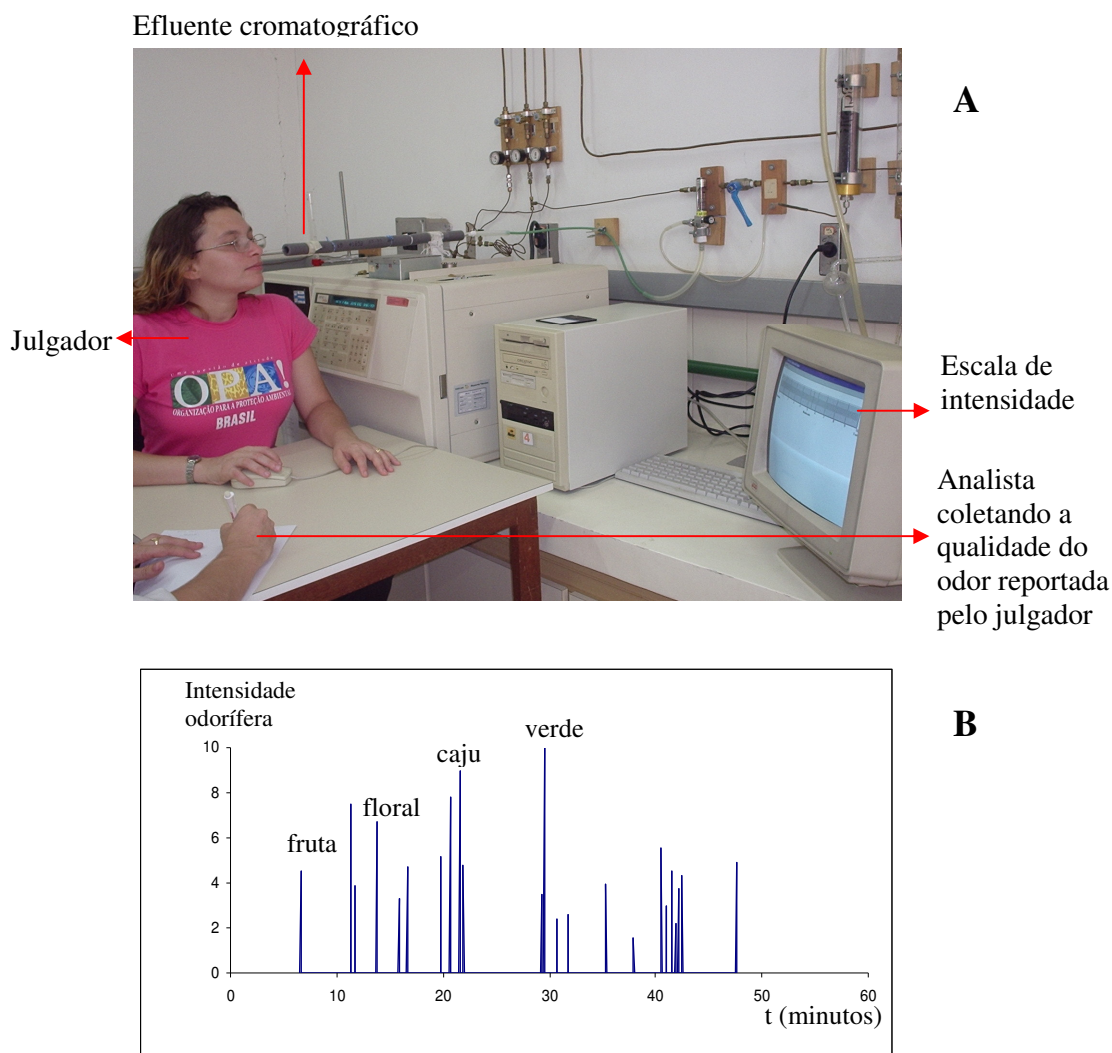 Efluente cromatográfico
A
Julgador
OPA!
ORGANIZAÇÃO PARA A PROTEÇÃO AMBIENTAL
BRASIL
4
Escala de
intensidade
Analista
coletando a
qualidade do
odor reportada
pelo julgador
B
Intensidade
odorífera
verde
caju
floral
fruta
10
8
6
4
2
0
0
10
20
30
40
50
60
t (minutos)